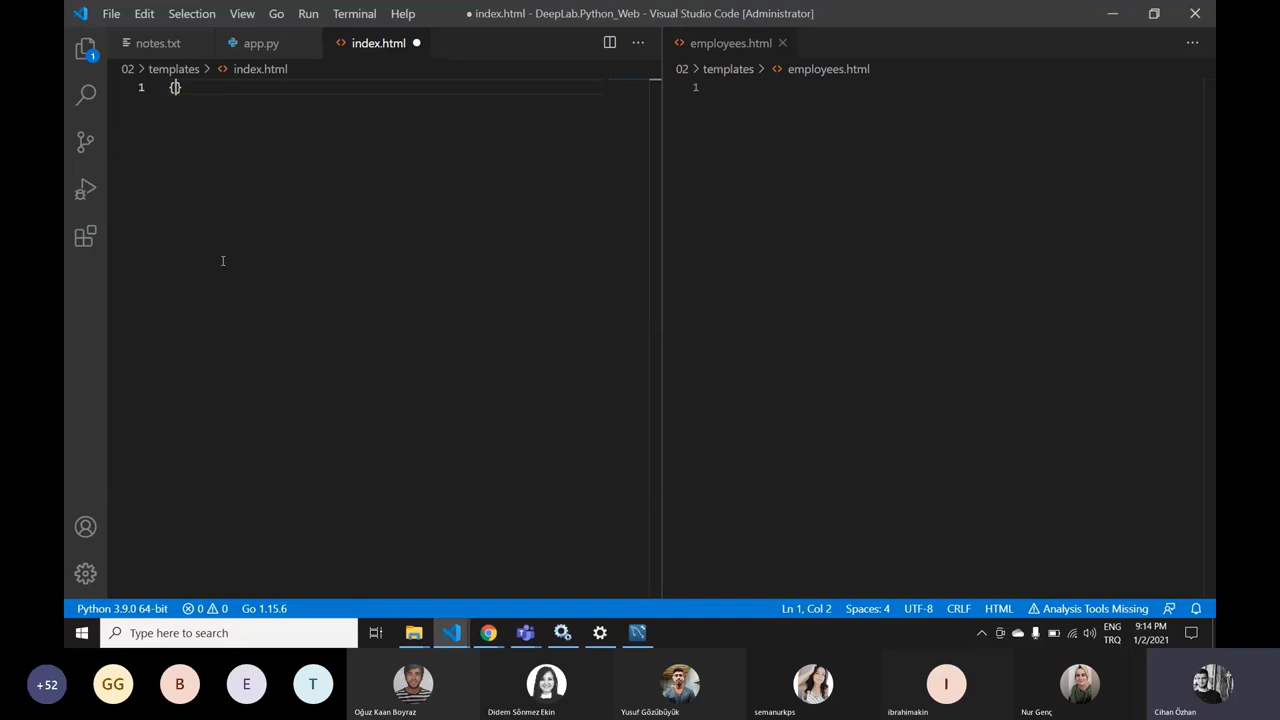 File Edit Selection View Go Run Terminal Help
● index.html - DeepLab.Python_Web - Visual Studio Code [Administrator]
notes.txt
app.py
index.html
employees.html
02 > templates > index.html
02 > templates > employees.html
1 {}
1
1
Python 3.9.0 64-bit 0 0 Go 1.15.6
Ln 1, Col 2 Spaces: 4 UTF-8 CRLF HTML Analysis Tools Missing
Type here to search
ENG
TRQ
9:14 PM
1/2/2021
+52
GG
B
E
T
I
Oğuz Kaan Boyraz
Didem Sönmez Ekin
Yusuf Gözübüyük
semanurkps
ibrahimakin
Nur Genç
Cihan Özhan